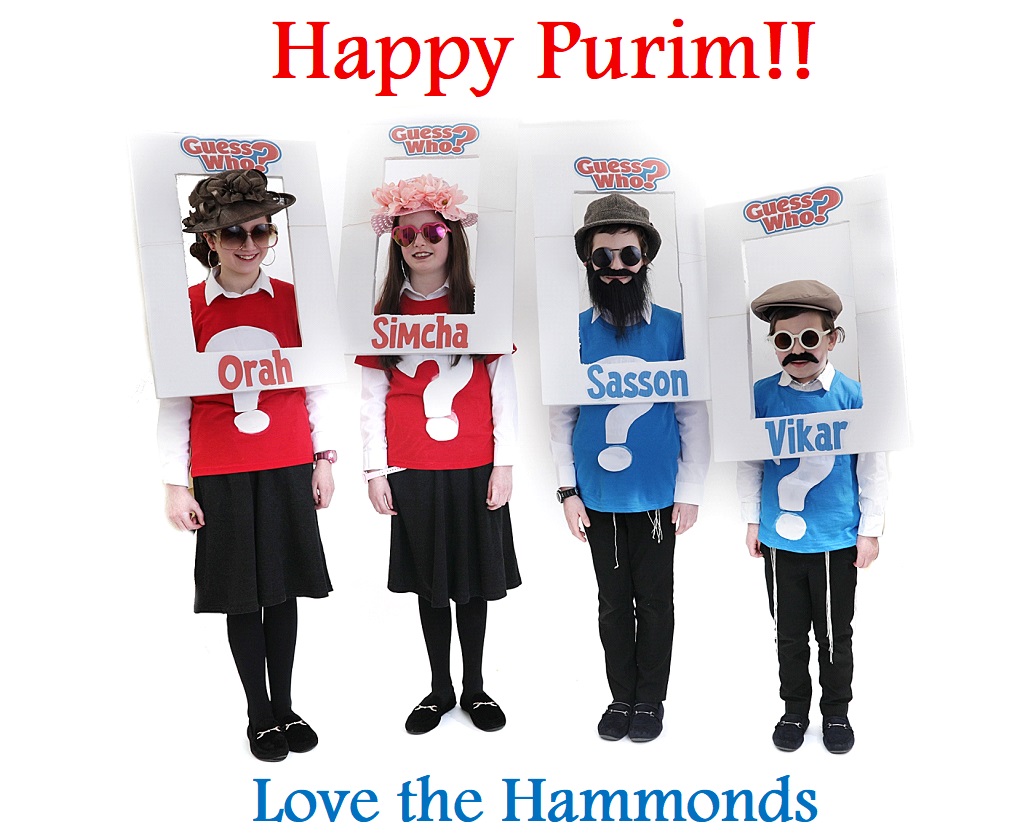 Happy Purim!!
Guess Who?
Guess Who?
Guess Who?
Guess Who?
Orah
Simcha
Sasson
Vikar
?
?
?
?
Love the Hammonds